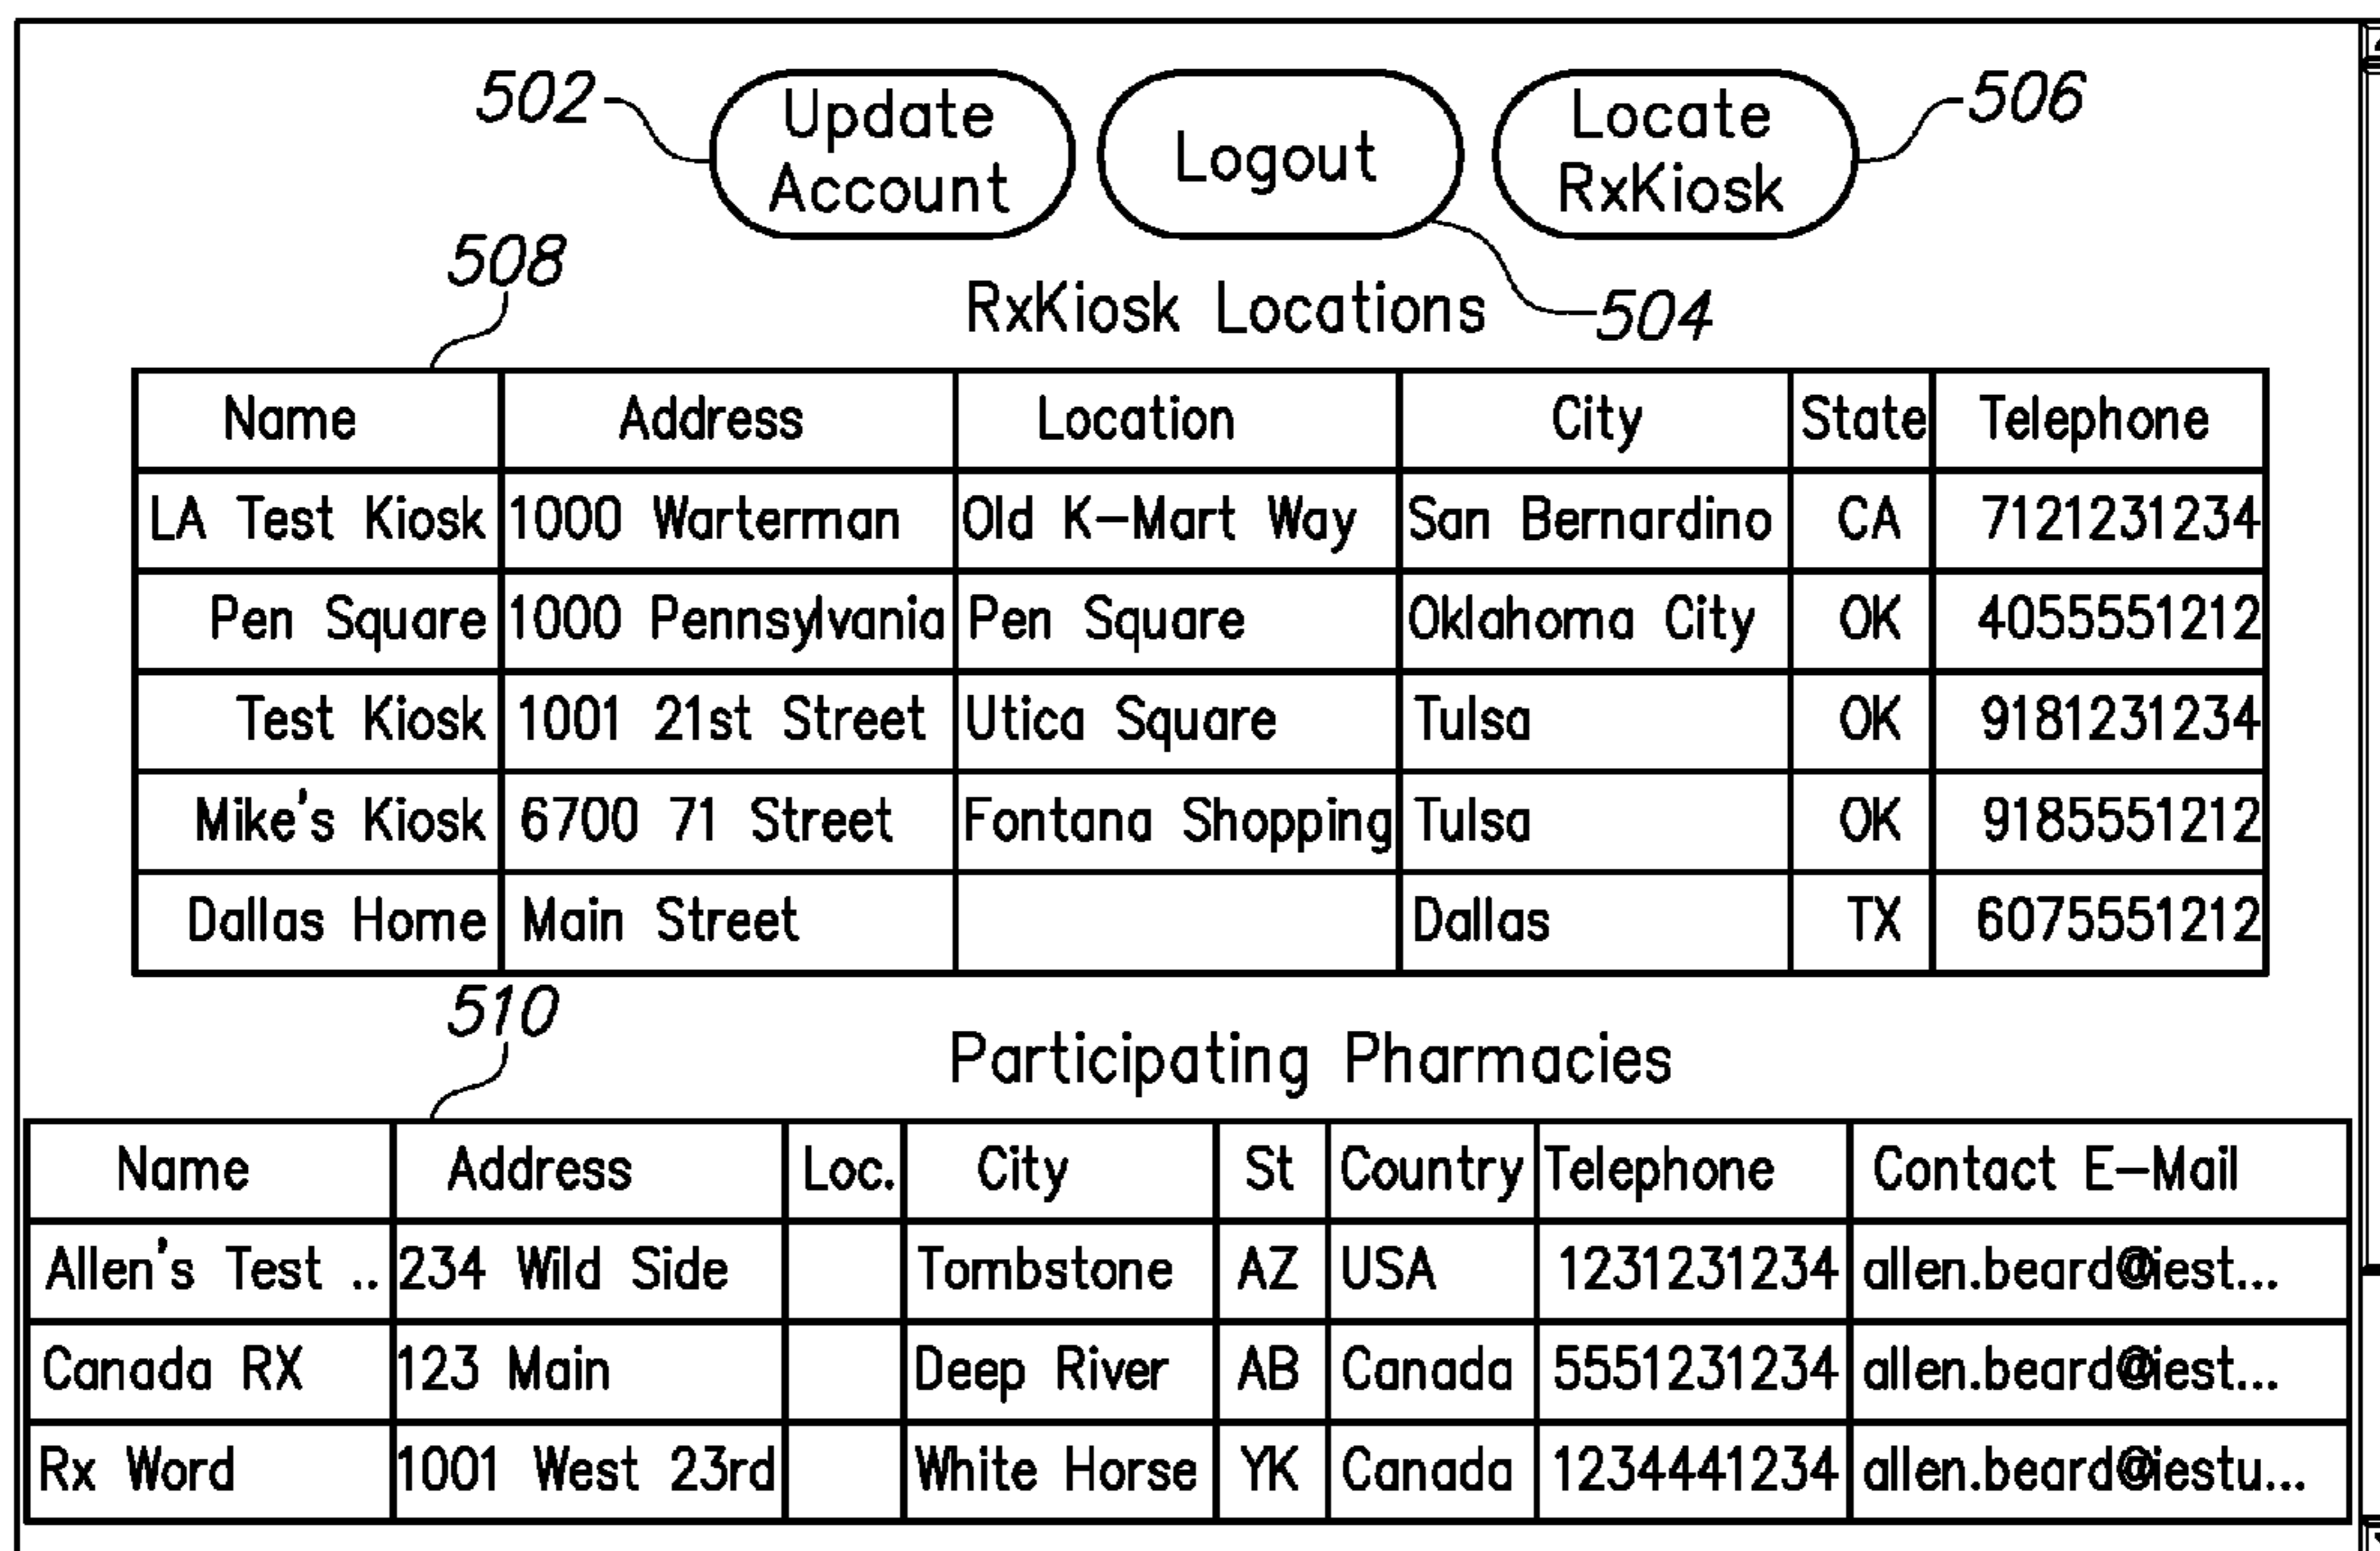 502 Update Account Logout Locate RxKiosk 506
508 RxKiosk Locations 504
Name Address Location City State Telephone
LA Test Kiosk 1000 Warterman Old K-Mart Way San Bernardino CA 7121231234
Pen Square 1000 Pennsylvania Pen Square Oklahoma City OK 4055551212
Test Kiosk 1001 21st Street Utica Square Tulsa OK 9181231234
Mike's Kiosk 6700 71 Street Fontana Shopping Tulsa OK 9185551212
Dallas Home Main Street Dallas TX 6075551212
510 Participating Pharmacies
Name Address Loc. City St Country Telephone Contact E-Mail
Allen's Test .. 234 Wild Side Tombstone AZ USA 1231231234 allen.beard@iest...
Canada RX 123 Main Deep River AB Canada 5551231234 allen.beard@iest...
Rx Word 1001 West 23rd White Horse YK Canada 1234441234 allen.beard@iestu...